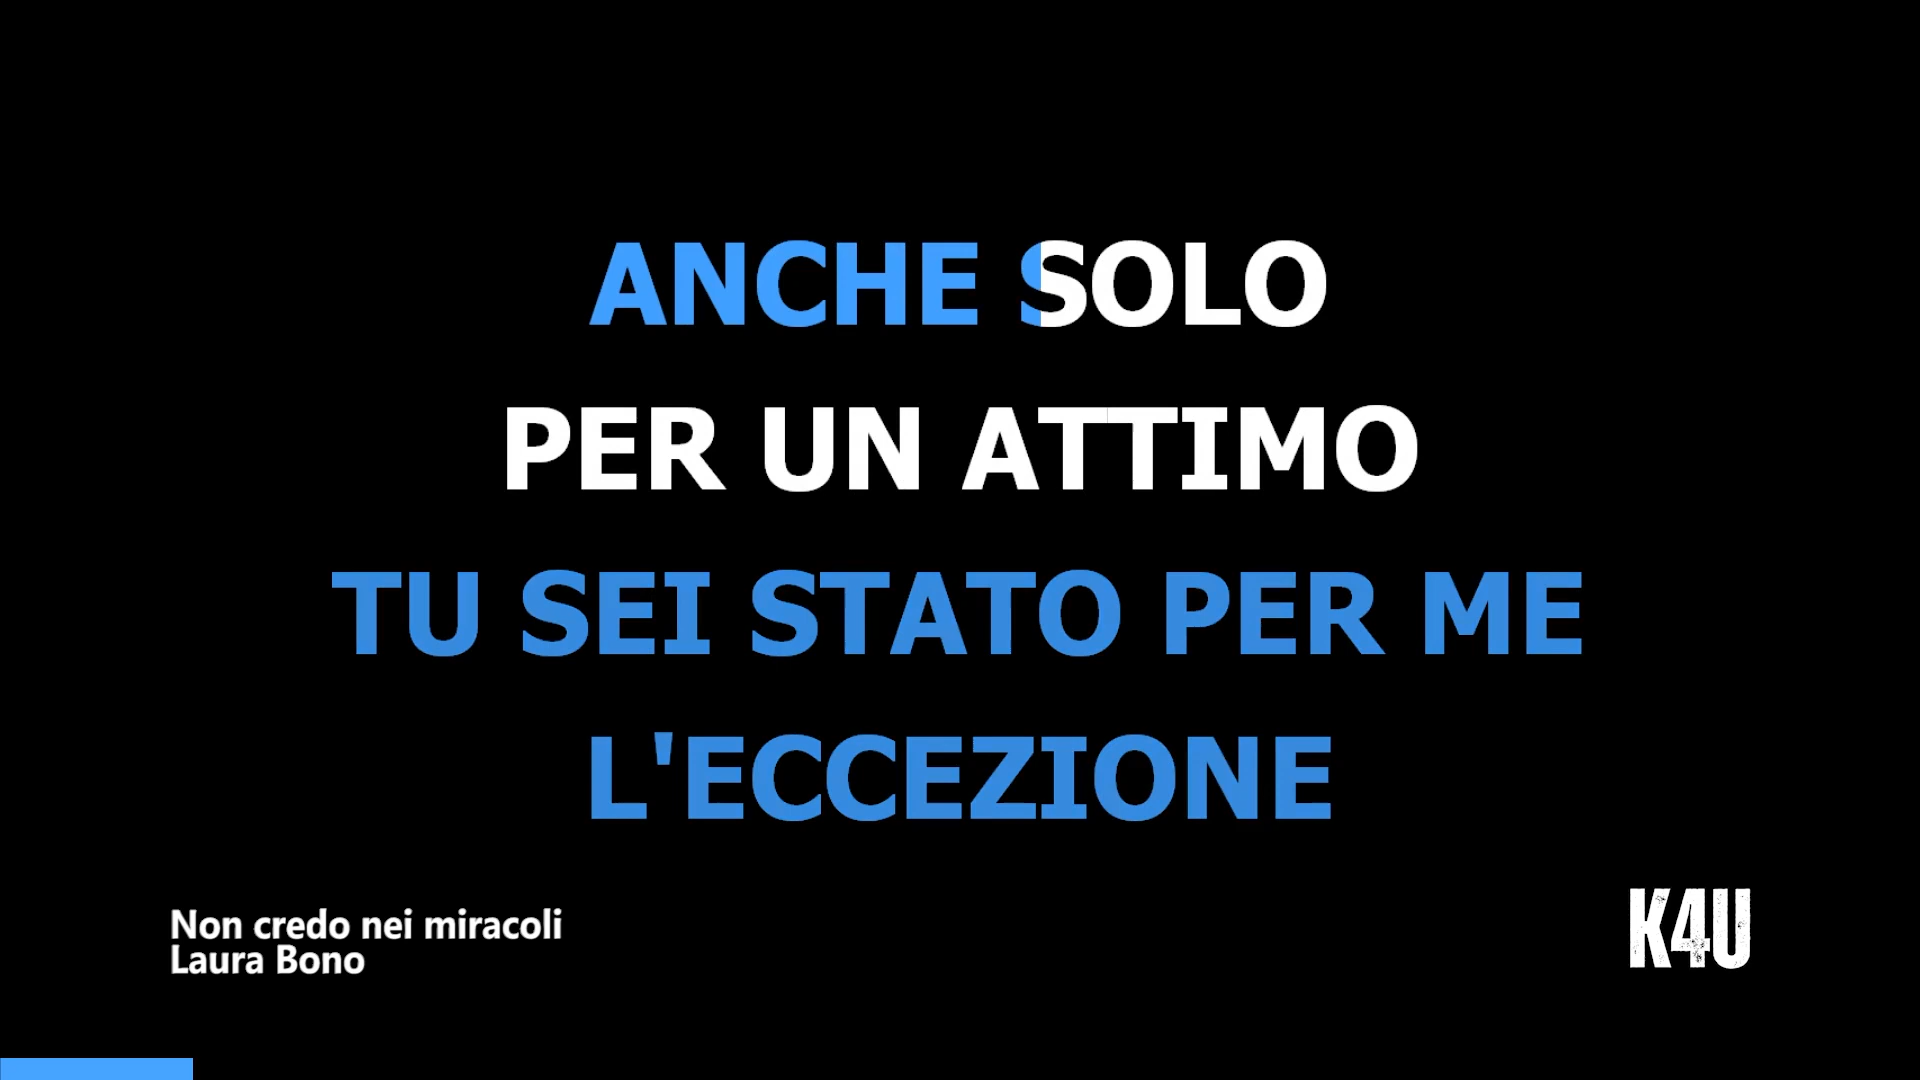 ANCHE SOLO
PER UN ATTIMO
TU SEI STATO PER ME
L'ECCEZIONE
Non credo nei miracoli
Laura Bono
K4U